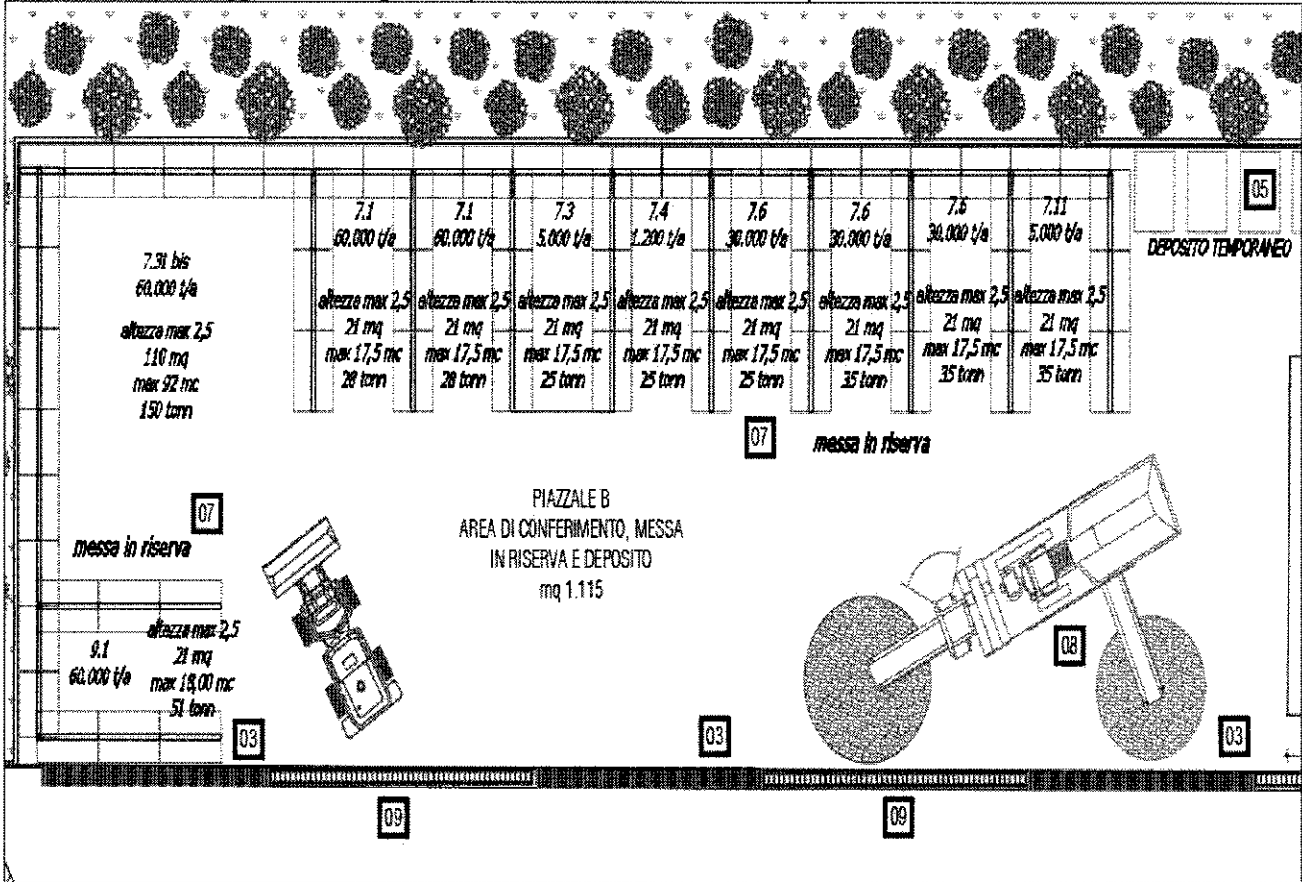 7.1
60.000 t/a
altezza max 2,5
21 mq
max 17,5 mc
28 tonn
7.1
60.000 t/a
altezza max 2,5
21 mq
max 17,5 mc
28 tonn
7.3
5.000 t/a
altezza max 2,5
21 mq
max 17,5 mc
25 tonn
7.4
1.200 t/a
altezza max 2,5
21 mq
max 17,5 mc
25 tonn
7.6
30.000 t/a
altezza max 2,5
21 mq
max 17,5 mc
25 tonn
7.6
30.000 t/a
altezza max 2,5
21 mq
max 17,5 mc
35 tonn
7.6
30.000 t/a
altezza max 2,5
21 mq
max 17,5 mc
35 tonn
7.11
5.000 t/a
altezza max 2,5
21 mq
max 17,5 mc
35 tonn
05
DEPOSITO TEMPORANEO
7.31 bis
60.000 t/a
altezza max 2,5
110 mq
max 92 mc
150 tonn
07
messa in riserva
07
messa in riserva
PIAZZALE B
AREA DI CONFERIMENTO, MESSA
IN RISERVA E DEPOSITO
mq 1.115
9.1
60.000 t/a
altezza max 2,5
21 mq
max 18,00 mc
51 tonn
08
03
03
03
09
09